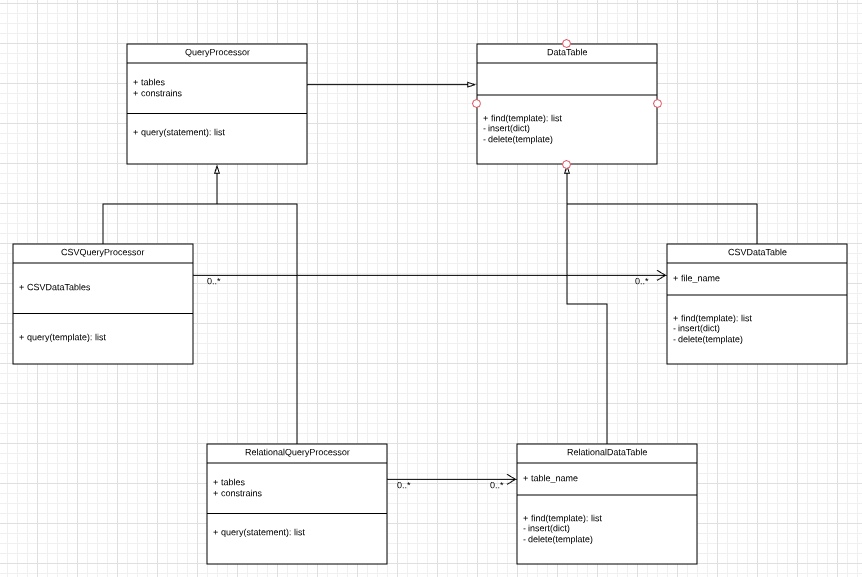 QueryProcessor
+ tables
+ constrains
+ query(statement): list
DataTable
+ find(template): list
- insert(dict)
- delete(template)
CSVQueryProcessor
+ CSVDataTables
+ query(template): list
0..*
0..*
CSVDataTable
+ file_name
+ find(template): list
- insert(dict)
- delete(template)
RelationalQueryProcessor
+ tables
+ constrains
+ query(statement): list
0..*
0..*
RelationalDataTable
+ table_name
+ find(template): list
- insert(dict)
- delete(template)